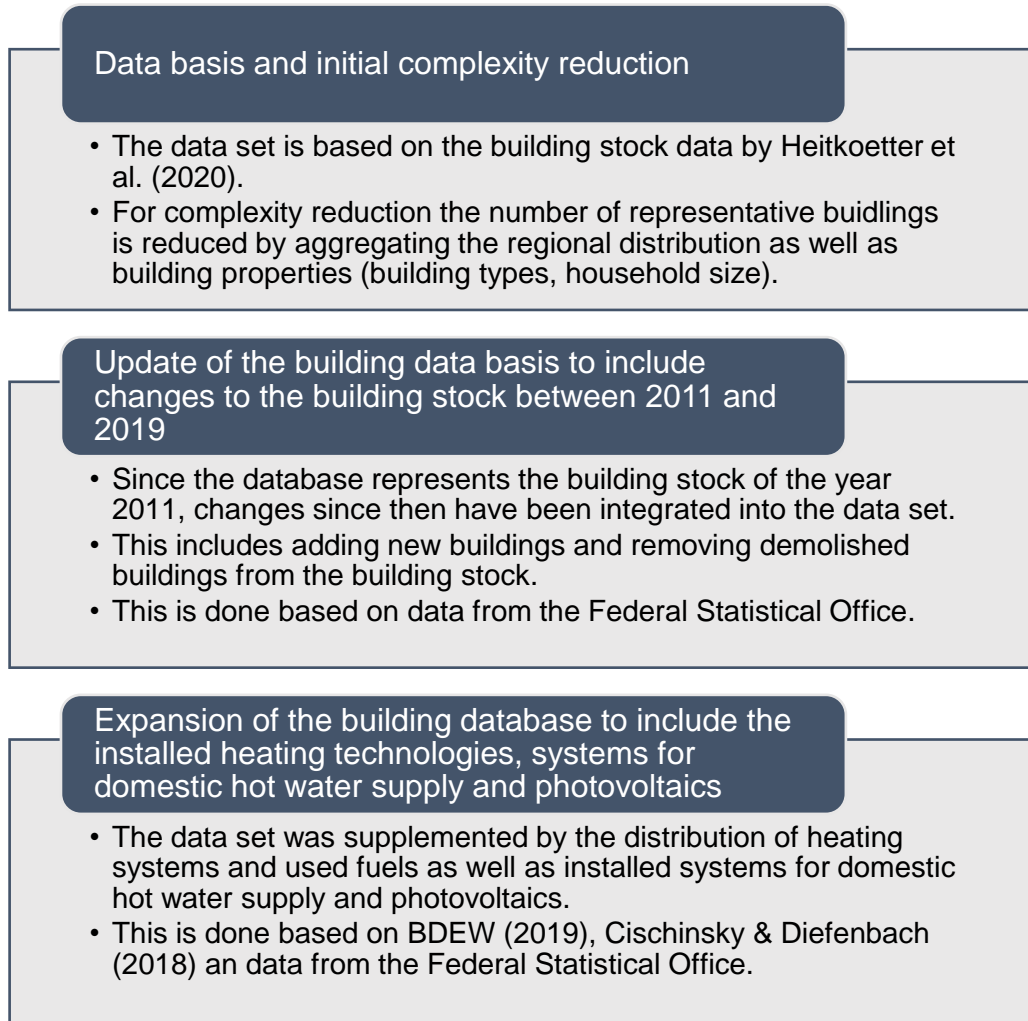 Data basis and initial complexity reduction
• The data set is based on the building stock data by Heitkoetter et
al. (2020).
• For complexity reduction the number of representative buidlings
is reduced by aggregating the regional distribution as well as
building properties (building types, household size).
Update of the building data basis to include
changes to the building stock between 2011 and
2019
• Since the database represents the building stock of the year
2011, changes since then have been integrated into the data set.
• This includes adding new buildings and removing demolished
buildings from the building stock.
• This is done based on data from the Federal Statistical Office.
Expansion of the building database to include the
installed heating technologies, systems for
domestic hot water supply and photovoltaics
• The data set was supplemented by the distribution of heating
systems and used fuels as well as installed systems for domestic
hot water supply and photovoltaics.
• This is done based on BDEW (2019), Cischinsky & Diefenbach
(2018) an data from the Federal Statistical Office.